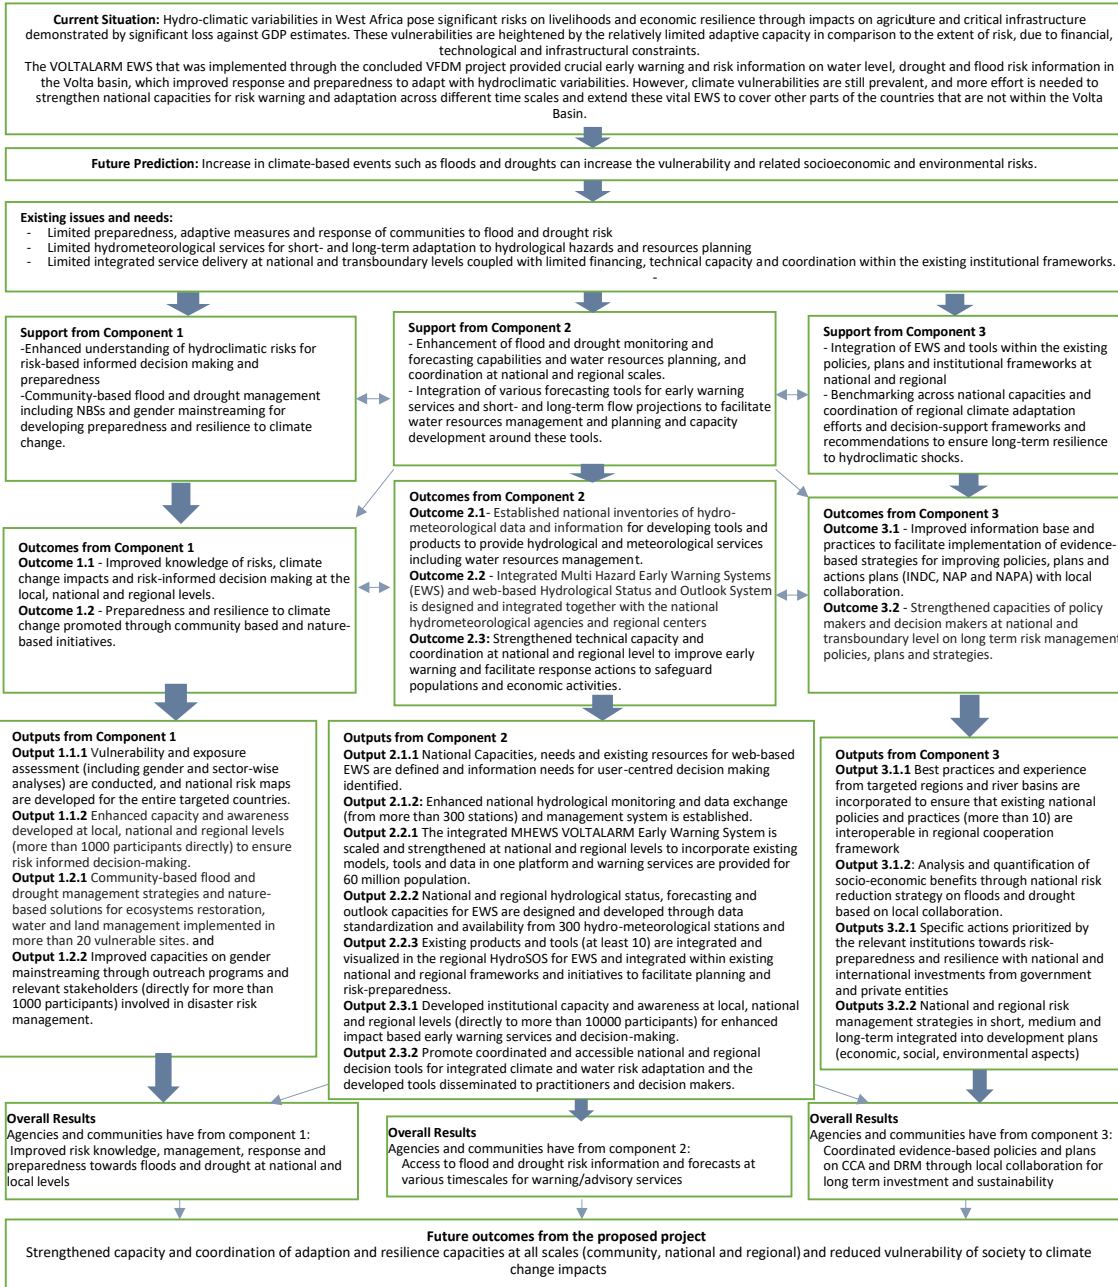 Current Situation: Hydro-climatic variabilities in West Africa pose significant risks on livelihoods and economic resilience through impacts on agriculture and critical infrastructure
demonstrated by significant loss against GDP estimates. These vulnerabilities are heightened by the relatively limited adaptive capacity in comparison to the extent of risk, due to financial,
technological and infrastructural constraints.
The VOLTALARM EWS that was implemented through the concluded VFDM project provided crucial early warning and risk information on water level, drought and flood risk information in
the Volta basin, which improved response and preparedness to adapt with hydroclimatic variabilities. However, climate vulnerabilities are still prevalent, and more effort is needed to
strengthen national capacities for risk warning and adaptation across different time scales and extend these vital EWS to cover other parts of the countries that are not within the Volta
Basin.
Future Prediction: Increase in climate-based events such as floods and droughts can increase the vulnerability and related socioeconomic and environmental risks.
Existing issues and needs:
- Limited preparedness, adaptive measures and response of communities to flood and drought risk
- Limited hydrometeorological services for short- and long-term adaptation to hydrological hazards and resources planning
- Limited integrated service delivery at national and transboundary levels coupled with limited financing, technical capacity and coordination within the existing institutional frameworks.
-
Support from Component 1
-Enhanced understanding of hydroclimatic risks for
risk-based informed decision making and
preparedness
-Community-based flood and drought management
including NBSs and gender mainstreaming for
developing preparedness and resilience to climate
change.
Support from Component 2
- Enhancement of flood and drought monitoring and
forecasting capabilities and water resources planning, and
coordination at national and regional scales.
- Integration of various forecasting tools for early warning
services and short- and long-term flow projections to facilitate
water resources management and planning and capacity
development around these tools.
Support from Component 3
- Integration of EWS and tools within the existing
policies, plans and institutional frameworks at
national and regional
- Benchmarking across national capacities and
coordination of regional climate adaptation
efforts and decision-support frameworks and
recommendations to ensure long-term resilience
to hydroclimatic shocks.
Outcomes from Component 1
Outcome 1.1 - Improved knowledge of risks, climate
change impacts and risk-informed decision making at the
local, national and regional levels.
Outcome 1.2 - Preparedness and resilience to climate
change promoted through community based and nature-
based initiatives.
Outcomes from Component 2
Outcome 2.1- Established national inventories of hydro-
meteorological data and information for developing tools and
products to provide hydrological and meteorological services
including water resources management.
Outcome 2.2 - Integrated Multi Hazard Early Warning Systems
(EWS) and web-based Hydrological Status and Outlook System
is designed and integrated together with the national
hydrometeorological agencies and regional centers
Outcome 2.3: Strengthened technical capacity and
coordination at national and regional level to improve early
warning and facilitate response actions to safeguard
populations and economic activities.
Outcomes from Component 3
Outcome 3.1 - Improved information base and
practices to facilitate implementation of evidence-
based strategies for improving policies, plans and
actions plans (INDC, NAP and NAPA) with local
collaboration.
Outcome 3.2 - Strengthened capacities of policy
makers and decision makers at national and
transboundary level on long term risk management
policies, plans and strategies.
Outputs from Component 1
Output 1.1.1 Vulnerability and exposure
assessment (including gender and sector-wise
analyses) are conducted, and national risk maps
are developed for the entire targeted countries.
Output 1.1.2 Enhanced capacity and awareness
developed at local, national and regional levels
(more than 1000 participants directly) to ensure
risk informed decision-making.
Output 1.2.1 Community-based flood and
drought management strategies and nature-
based solutions for ecosystems restoration,
water and land management implemented in
more than 20 vulnerable sites. and
Output 1.2.2 Improved capacities on gender
mainstreaming through outreach programs and
relevant stakeholders (directly for more than
1000 participants) involved in disaster risk
management.
Outputs from Component 2
Output 2.1.1 National Capacities, needs and existing resources for web-based
EWS are defined and information needs for user-centred decision making
identified.
Output 2.1.2: Enhanced national hydrological monitoring and data exchange
(from more than 300 stations) and management system is established.
Output 2.2.1 The integrated MHEWS VOLTALARM Early Warning System is
scaled and strengthened at national and regional levels to incorporate existing
models, tools and data in one platform and warning services are provided for
60 million population.
Output 2.2.2 National and regional hydrological status, forecasting and
outlook capacities for EWS are designed and developed through data
standardization and availability from 300 hydro-meteorological stations and
Output 2.2.3 Existing products and tools (at least 10) are integrated and
visualized in the regional HydroSOS for EWS and integrated within existing
national and regional frameworks and initiatives to facilitate planning and
risk-preparedness.
Output 2.3.1 Developed institutional capacity and awareness at local, national
and regional levels (directly to more than 10000 participants) for enhanced
impact based early warning services and decision-making.
Output 2.3.2 Promote coordinated and accessible national and regional
decision tools for integrated climate and water risk adaptation and the
developed tools disseminated to practitioners and decision makers.
Outputs from Component 3
Output 3.1.1 Best practices and experience
from targeted regions and river basins are
incorporated to ensure that existing national
policies and practices (more than 10) are
interoperable in regional cooperation
framework
Output 3.1.2: Analysis and quantification of
socio-economic benefits through national risk
reduction strategy on floods and drought
based on local collaboration.
Outputs 3.2.1 Specific actions prioritized by
the relevant institutions towards risk-
preparedness and resilience with national and
international investments from government
and private entities
Outputs 3.2.2 National and regional risk
management strategies in short, medium and
long-term integrated into development plans
(economic, social, environmental aspects)
Overall Results
Agencies and communities have from component 1:
Improved risk knowledge, management, response and
preparedness towards floods and drought at national and
local levels
Overall Results
Agencies and communities have from component 2:
Access to flood and drought risk information and forecasts at
various timescales for warning/advisory services
Overall Results
Agencies and communities have from component 3:
Coordinated evidence-based policies and plans
on CCA and DRM through local collaboration for
long term investment and sustainability
Future outcomes from the proposed project
Strengthened capacity and coordination of adaption and resilience capacities at all scales (community, national and regional) and reduced vulnerability of society to climate
change impacts